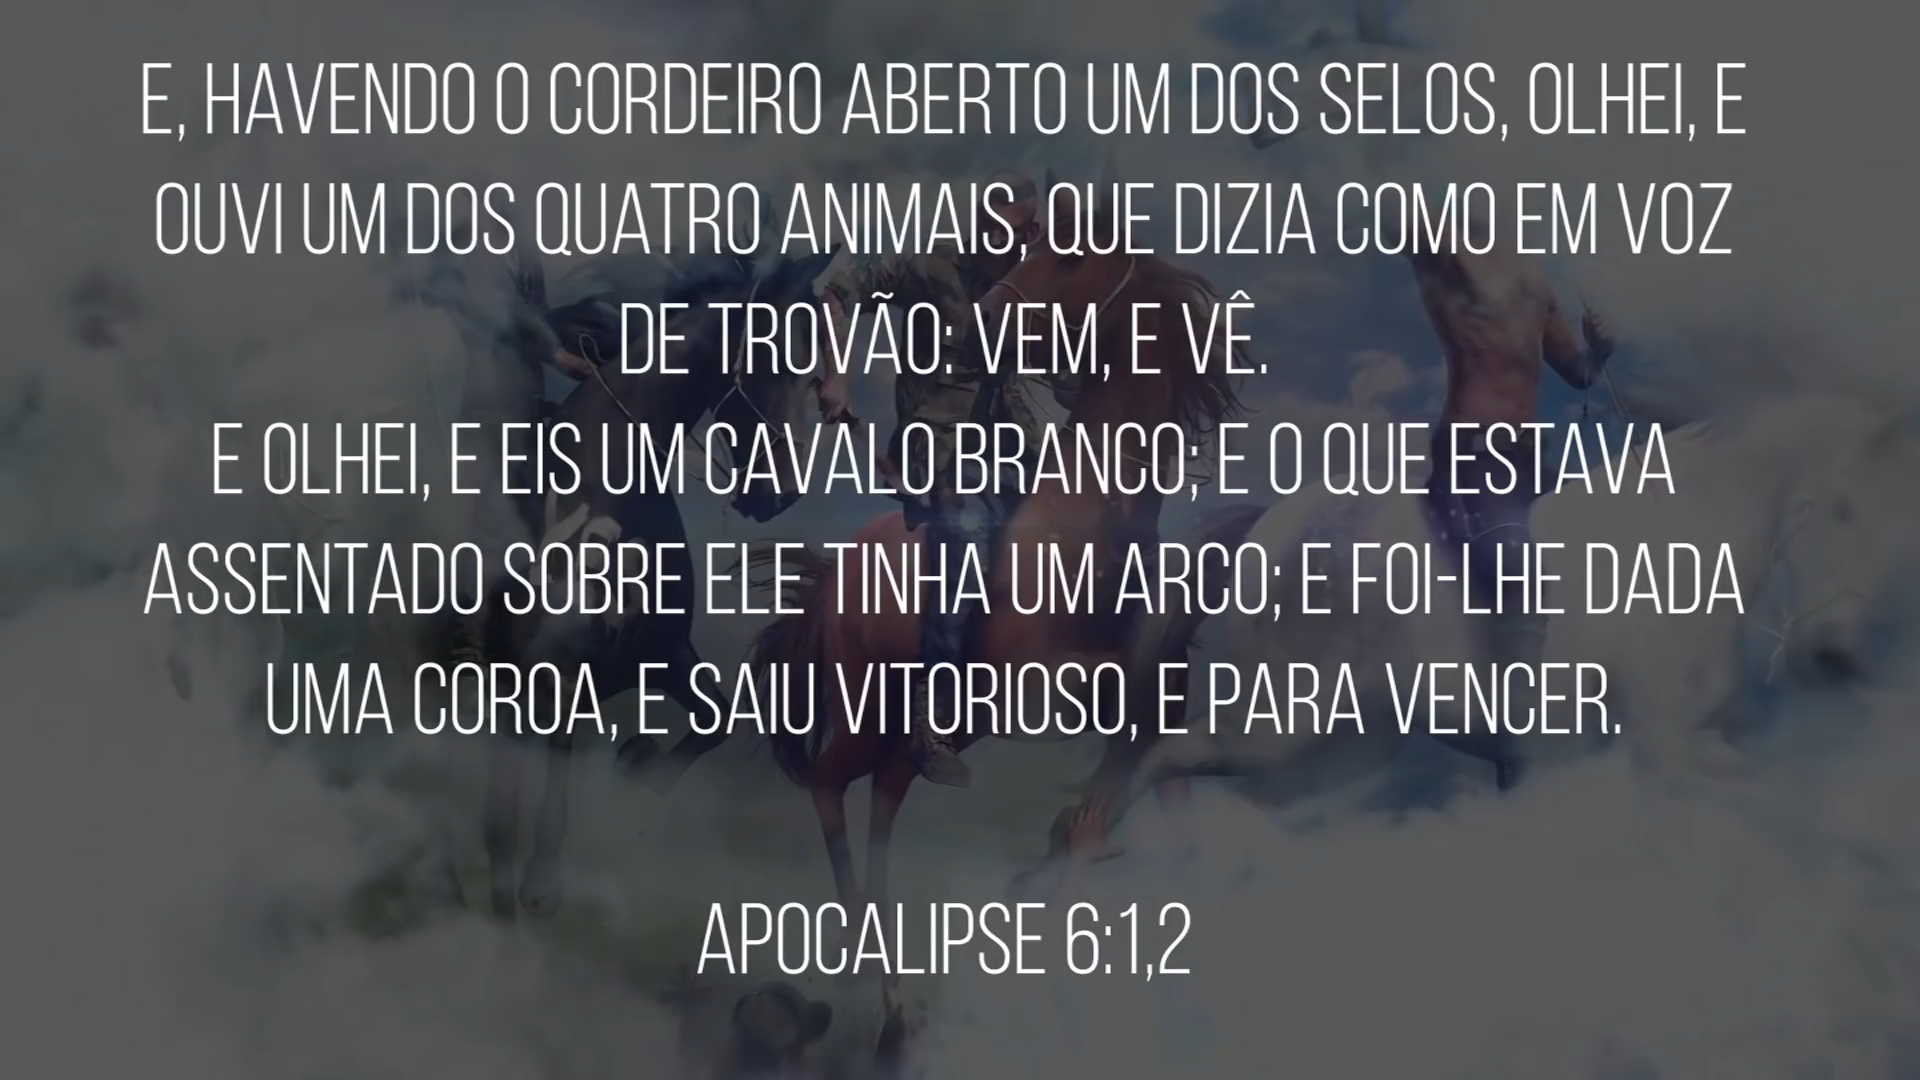 E, HAVENDO O CORDEIRO ABERTO UM DOS SELOS, OLHEI, E
OUVI UM DOS QUATRO ANIMAIS, QUE DIZIA COMO EM VOZ
DE TROVÃO: VEM, E VÊ.
E OLHEI, E EIS UM CAVALO BRANCO; E O QUE ESTAVA
ASSENTADO SOBRE ELE TINHA UM ARCO; E FOI-LHE DADA
UMA COROA, E SAIU VITORIOSO, E PARA VENCER.
APOCALIPSE 6:1,2